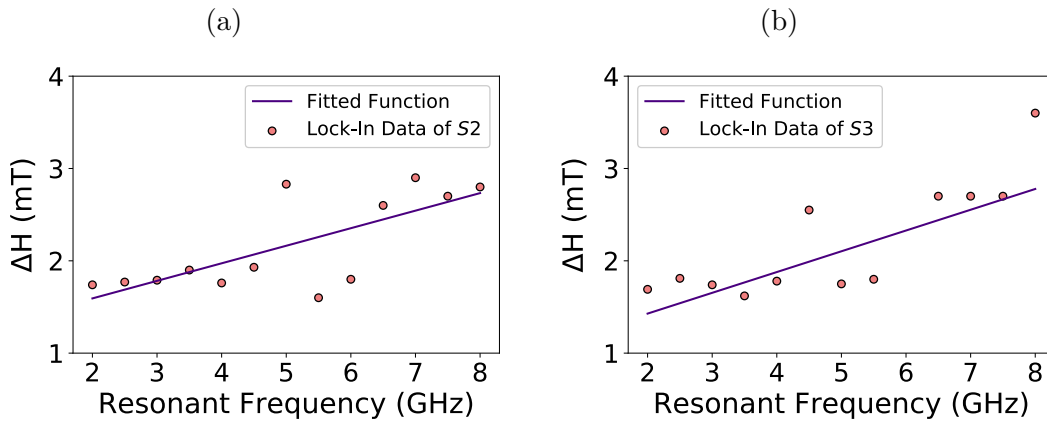 (a)
4
3
2
1
ΔH (mT)
Fitted Function
Lock-In Data of S2
2 3 4 5 6 7 8
Resonant Frequency (GHz)
(b)
4
3
2
1
ΔH (mT)
Fitted Function
Lock-In Data of S3
2 3 4 5 6 7 8
Resonant Frequency (GHz)